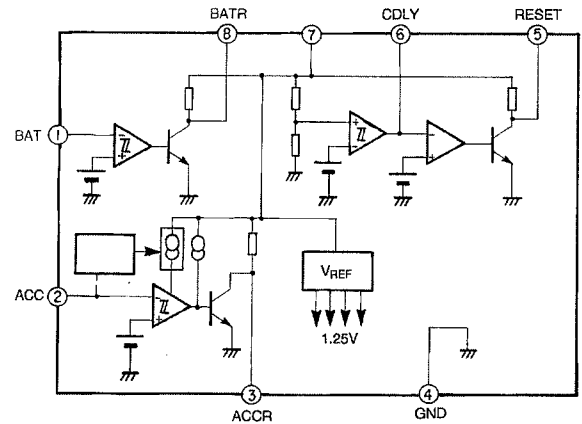 BATR CDLY RESET
8 7 6 5
BAT 1
ACC 2
VREF
1.25V
3 4
ACCR GND